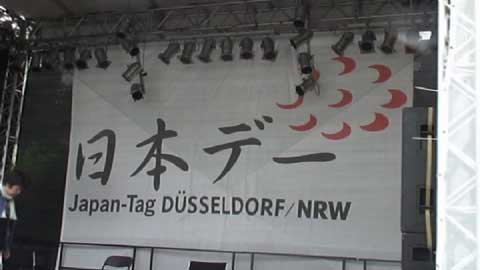 日本デー
Japan-Tag DÜSSELDORF/NRW